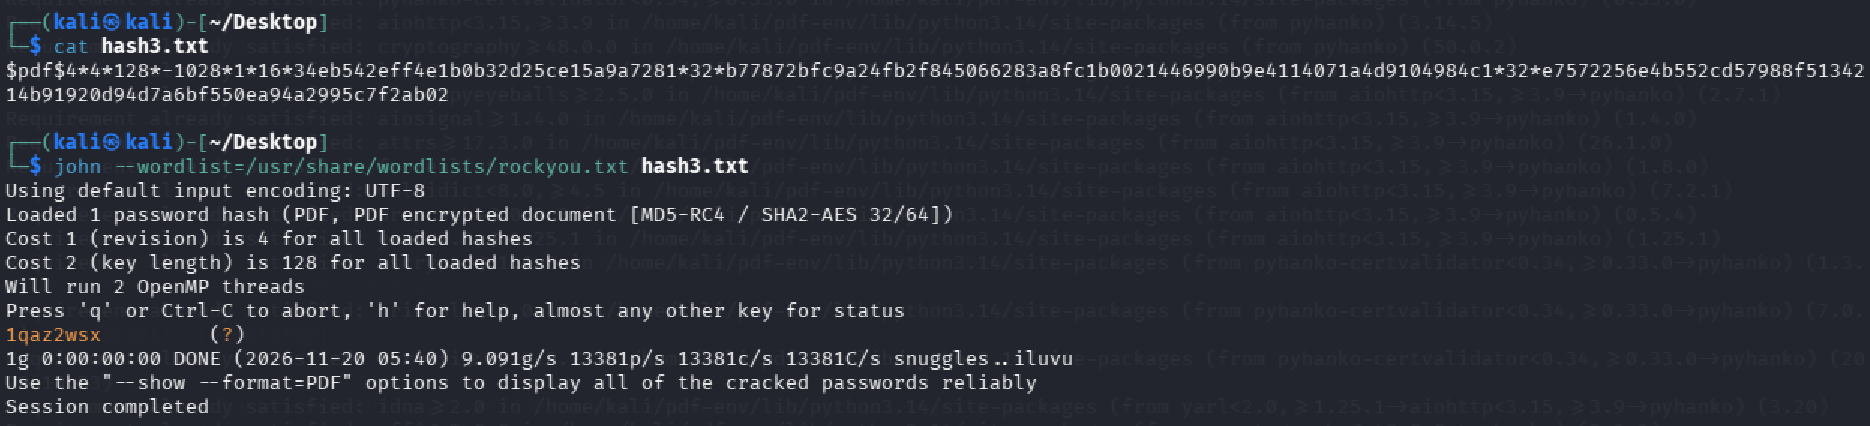 ┌──(kali㉿kali)-[~/Desktop]
└─$ cat hash3.txt
$pdf$4*4*128*-1028*1*16*34eb542eff4e1b0b32d25ce15a9a7281*32*b77872bfc9a24fb2f845066283a8fc1b0021446990b9e4114071a4d9104984c1*32*e7572256e4b552cd57988f51342
14b91920d94d7a6bf550ea94a2995c7f2ab02
┌──(kali㉿kali)-[~/Desktop]
└─$ john --wordlist=/usr/share/wordlists/rockyou.txt hash3.txt
Using default input encoding: UTF-8
Loaded 1 password hash (PDF, PDF encrypted document [MD5-RC4 / SHA2-AES 32/64])
Cost 1 (revision) is 4 for all loaded hashes
Cost 2 (key length) is 128 for all loaded hashes
Will run 2 OpenMP threads
Press 'q' or Ctrl-C to abort, 'h' for help, almost any other key for status
1qaz2wsx         (?)
1g 0:00:00:00 DONE (2026-11-20 05:40) 9.091g/s 13381p/s 13381c/s 13381C/s snuggles..iluvu
Use the "--show --format=PDF" options to display all of the cracked passwords reliably
Session completed